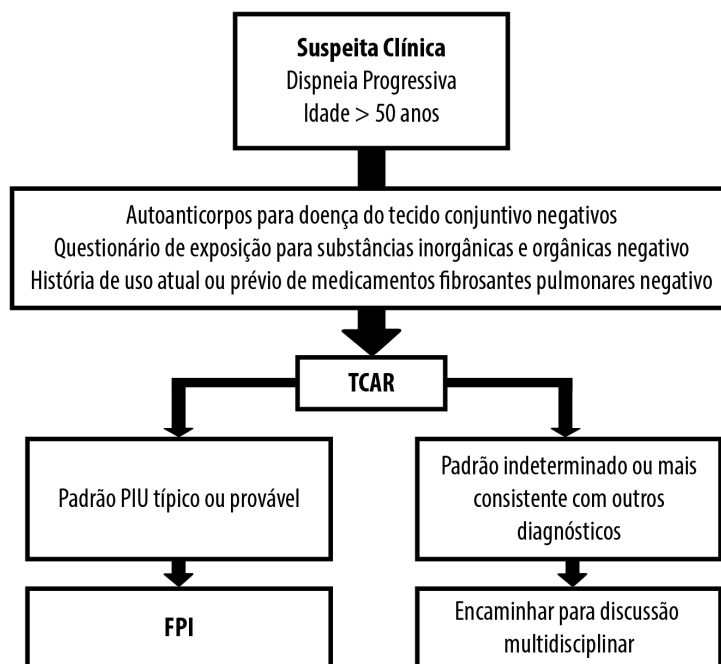 Suspeita Clínica
Dispneia Progressiva
Idade > 50 anos
Autoanticorpos para doença do tecido conjuntivo negativos
Questionário de exposição para substâncias inorgânicas e orgânicas negativo
História de uso atual ou prévio de medicamentos fibrosantes pulmonares negativo
TCAR
Padrão PIU típico ou provável
Padrão indeterminado ou mais
consistente com outros
diagnósticos
FPI
Encaminhar para discussão
multidisciplinar